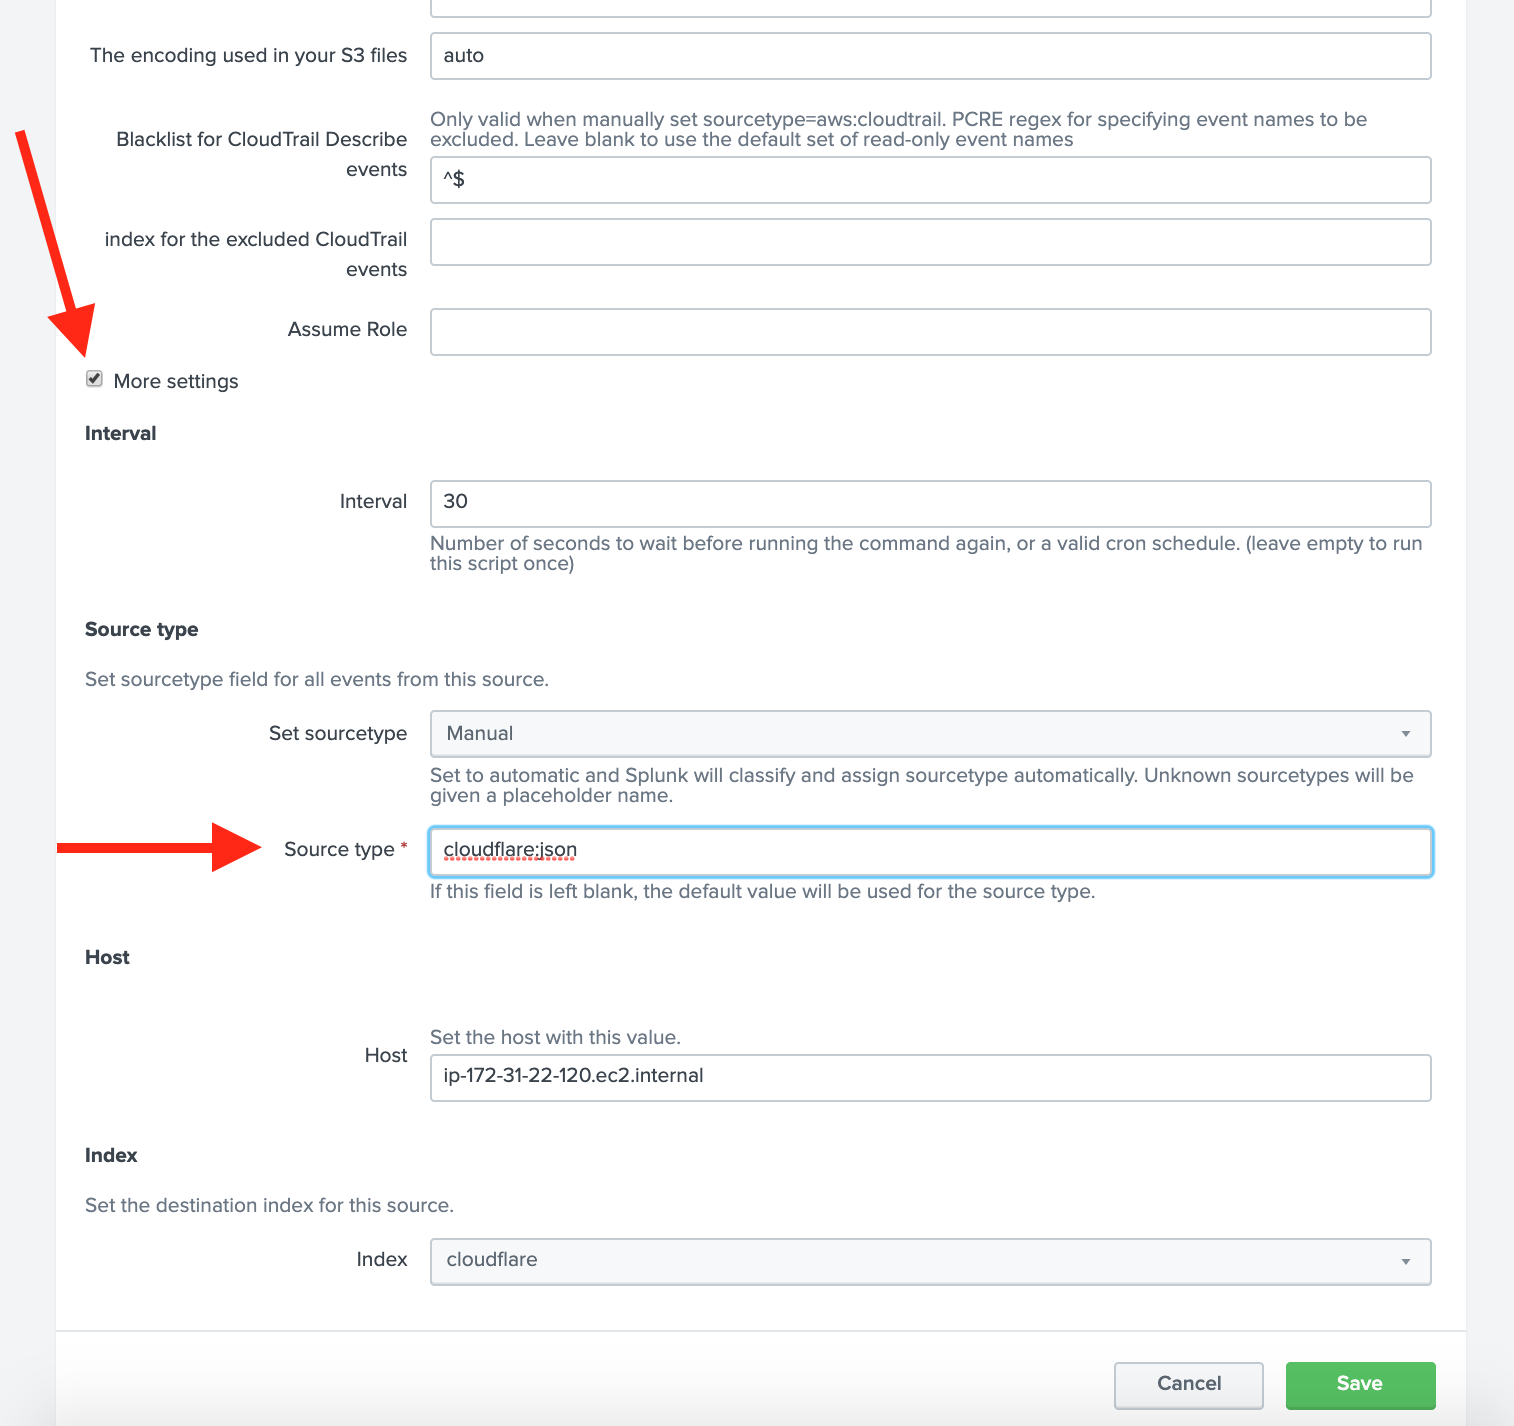 The encoding used in your S3 files
auto
Blacklist for CloudTrail Describe
events
Only valid when manually set sourcetype=aws:cloudtrail. PCRE regex for specifying event names to be
excluded. Leave blank to use the default set of read-only event names
^$
index for the excluded CloudTrail
events
Assume Role
More settings
Interval
Interval
30
Number of seconds to wait before running the command again, or a valid cron schedule. (leave empty to run
this script once)
Source type
Set sourcetype field for all events from this source.
Set sourcetype
Manual
Set to automatic and Splunk will classify and assign sourcetype automatically. Unknown sourcetypes will be
given a placeholder name.
Source type *
cloudflare:json
If this field is left blank, the default value will be used for the source type.
Host
Set the host with this value.
Host
ip-172-31-22-120.ec2.internal
Index
Set the destination index for this source.
Index
cloudflare
Cancel
Save